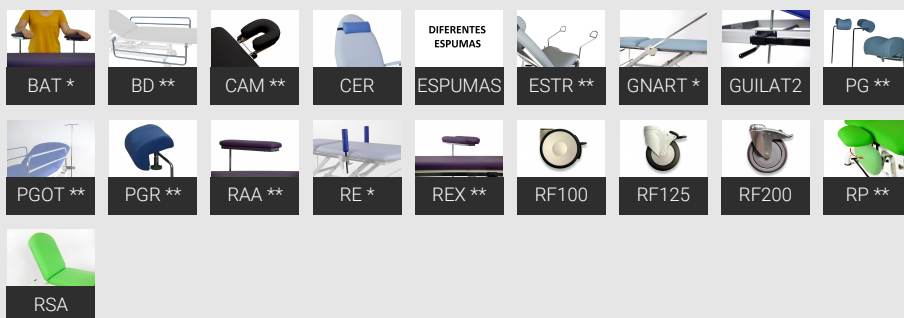 DIFERENTES
ESPUMAS
BAT * BD ** CAM ** CER ESPUMAS ESTR ** GNART * GUILAT2 PG **
PGOT ** PGR ** RAA ** RE * REX ** RF100 RF125 RF200 RP **
RSA